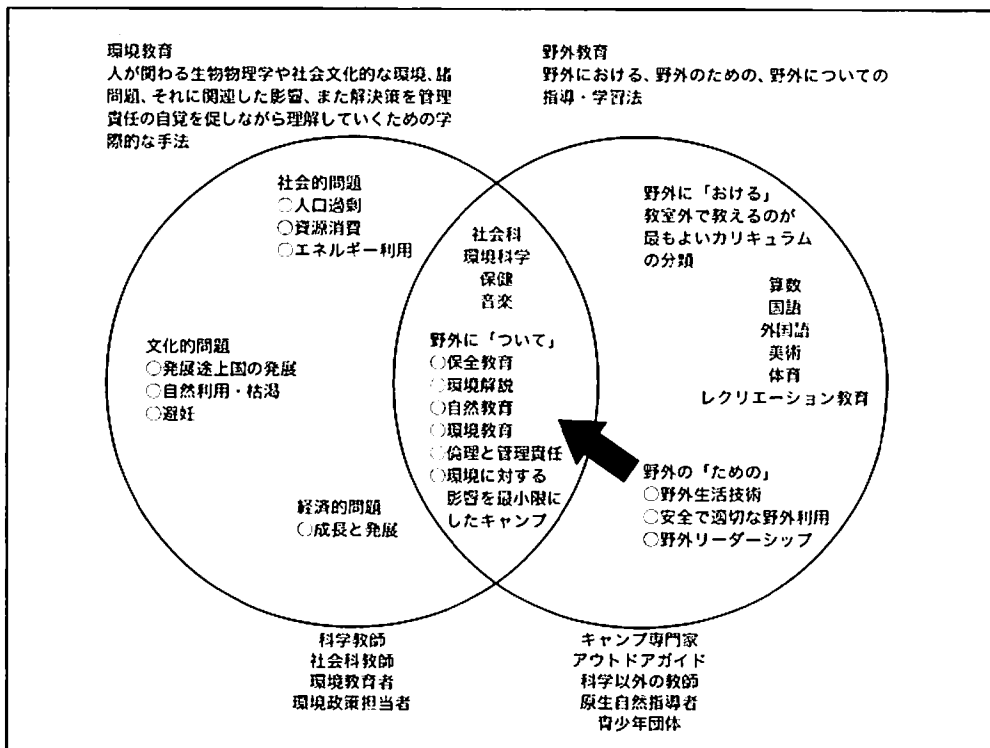 環境教育
人が関わる生物物理学や社会文化的な環境、諸
問題、それに関連した影響、また解決策を管理
責任の自覚を促しながら理解していくための学
際的な手法
野外教育
野外における、野外のための、野外についての
指導・学習法
社会的問題
○人口過剰
○資源消費
○エネルギー利用
文化的問題
○発展途上国の発展
○自然利用・枯渇
○避妊
経済的問題
○成長と発展
社会科
環境科学
保健
音楽
野外に「ついて」
○保全教育
○環境解説
○自然教育
○環境教育
○倫理と管理責任
○環境に対する
影響を最小限に
したキャンプ
野外に「おける」
教室外で教えるのが
最もよいカリキュラム
の分類
算数
国語
外国語
美術
体育
レクリエーション教育
野外の「ための」
○野外生活技術
○安全で適切な野外利用
○野外リーダーシップ
科学教師
社会科教師
環境教育者
環境政策担当者
キャンプ専門家
アウトドアガイド
科学以外の教師
原生自然指導者
青少年団体